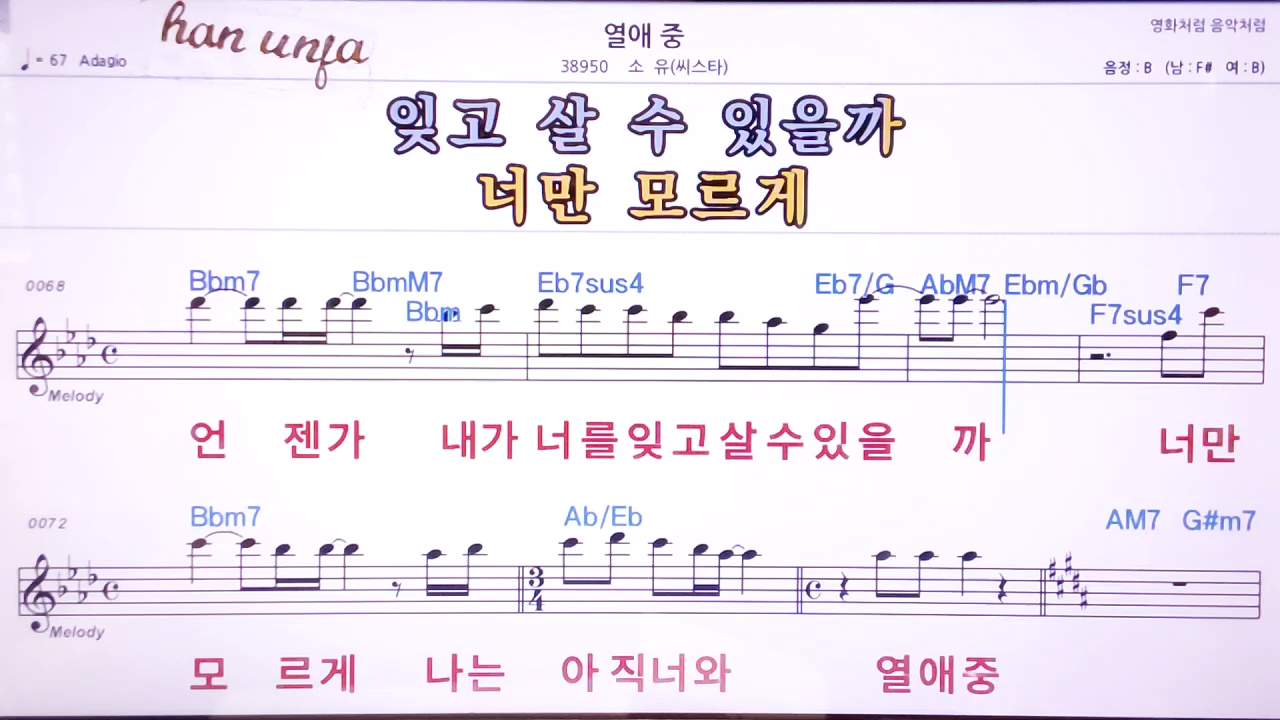 han unja
열애 중
영화처럼 음악처럼
♩= 67 Adagio
38950 소 유(씨스타)
음정 : B (남 : F# 여 : B)
잊고 살 수 있을까
너만 모르게
0068
Bbm7 BbmM7 Eb7sus4 Eb7/G AbM7 Ebm/Gb F7
Bbm F7sus4
Melody
언 젠가 내가 너를잊고살수있을 까 너만
0072
Bbm7 Ab/Eb AM7 G#m7
3
4
Melody
모 르게 나는 아직너와 열애중